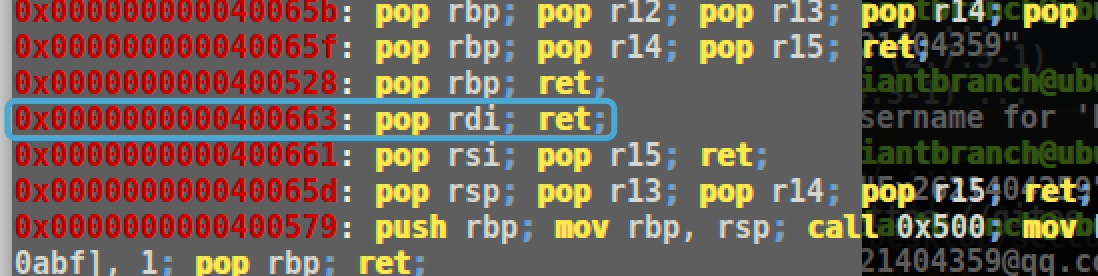 0x000000000040065b: pop rbp; pop r12; pop r13; pop r14; pop
0x000000000040065f: pop rbp; pop r14; pop r15; ret;
21404359"
0x0000000000400528: pop rbp; ret;
iantbranch@ubu
0x0000000000400663: pop rdi; ret;
sername for 'h
0x0000000000400661: pop rsi; pop r15; ret;
iantbranch@ubu
0x000000000040065d: pop rsp; pop r13; pop r14; pop r15; ret;
0x0000000000400579: push rbp; mov rbp, rsp; call 0x500; mov
0abf], 1; pop rbp; ret;
21404359@qq.co